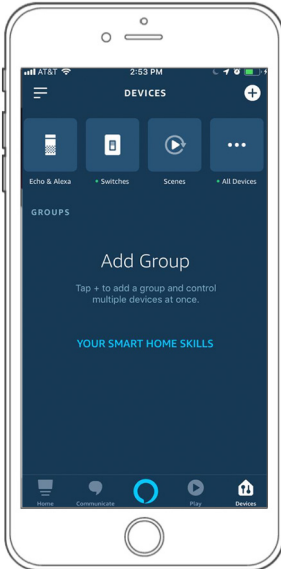 AT&T 2:53 PM
DEVICES
Echo & Alexa Switches Scenes All Devices
GROUPS
Add Group
Tap + to add a group and control
multiple devices at once.
YOUR SMART HOME SKILLS
Home Communicate Play Devices